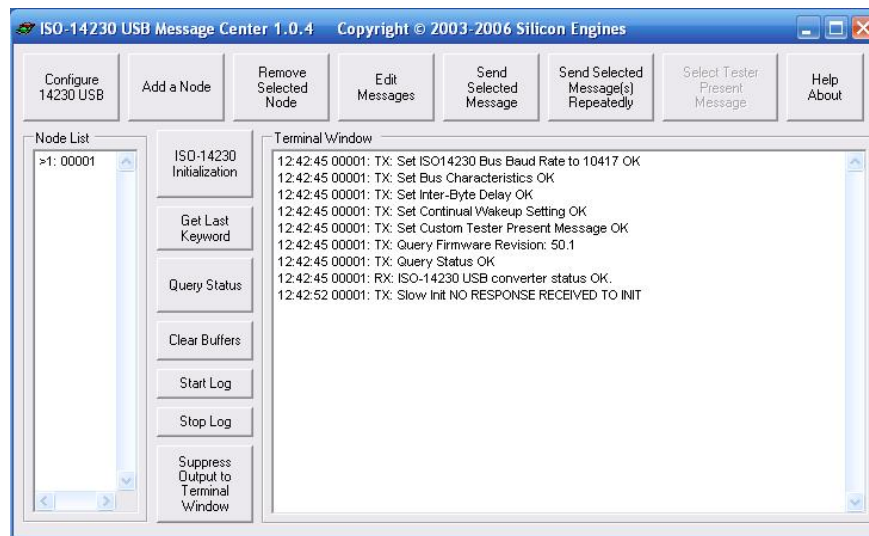 ISO-14230 USB Message Center 1.0.4 Copyright © 2003-2006 Silicon Engines
Configure
14230 USB
Add a Node
Remove
Selected
Node
Edit
Messages
Send
Selected
Message
Send Selected
Message(s)
Repeatedly
Select Tester
Present
Message
Help
About
Node List
>1: 00001
ISO-14230
Initialization
Get Last
Keyword
Query Status
Clear Buffers
Start Log
Stop Log
Suppress
Output to
Terminal
Window
Terminal Window
12:42:45 00001: TX: Set ISO14230 Bus Baud Rate to 10417 OK
12:42:45 00001: TX: Set Bus Characteristics OK
12:42:45 00001: TX: Set Inter-Byte Delay OK
12:42:45 00001: TX: Set Continual Wakeup Setting OK
12:42:45 00001: TX: Set Custom Tester Present Message OK
12:42:45 00001: TX: Query Firmware Revision: 50.1
12:42:45 00001: TX: Query Status OK
12:42:45 00001: RX: ISO-14230 USB converter status OK.
12:42:52 00001: TX: Slow Init NO RESPONSE RECEIVED TO INIT